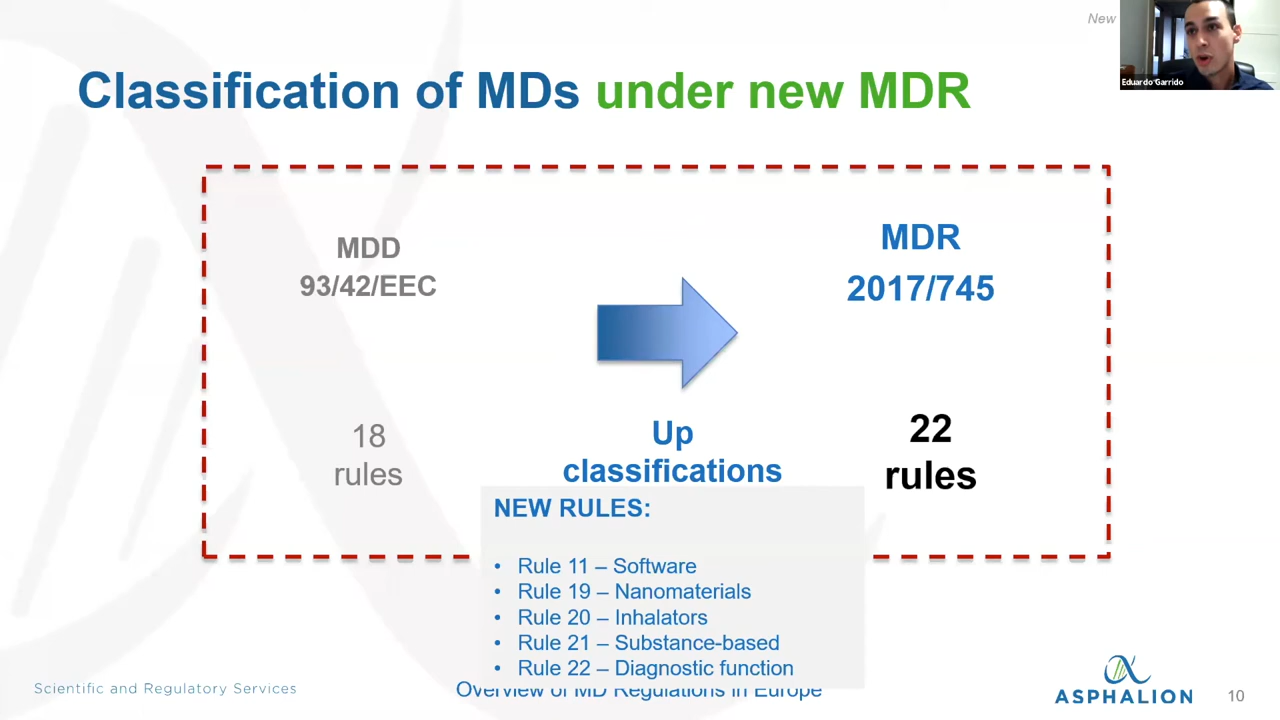 New
Eduardo Garrido
Classification of MDs under new MDR
MDD
93/42/EEC
MDR
2017/745
18
rules
Up
classifications
22
rules
NEW RULES:
• Rule 11 – Software
• Rule 19 – Nanomaterials
• Rule 20 – Inhalators
• Rule 21 – Substance-based
• Rule 22 – Diagnostic function
Scientific and Regulatory Services
Overview of MD Regulations in Europe
ASPHALION
10